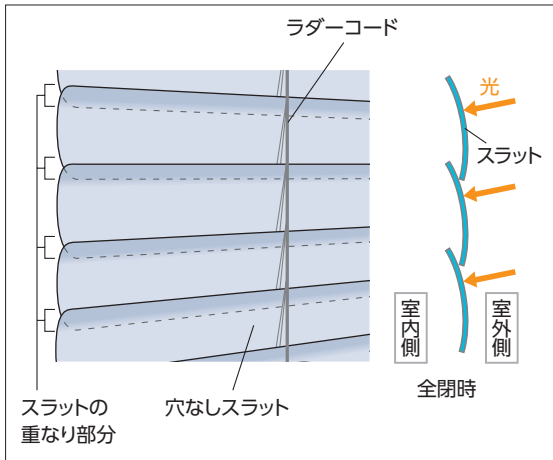 ラダーコード
光
スラット
室内側
室外側
全閉時
スラットの
重なり部分
穴なしスラット